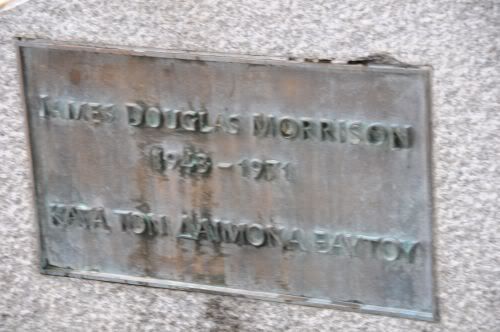 JAMES DOUGLAS MORRISON
1943 - 1971
ΚΑΤΑ ΤΟΝ ΔΑΙΜΟΝΑ ΕΑΥΤΟΥ